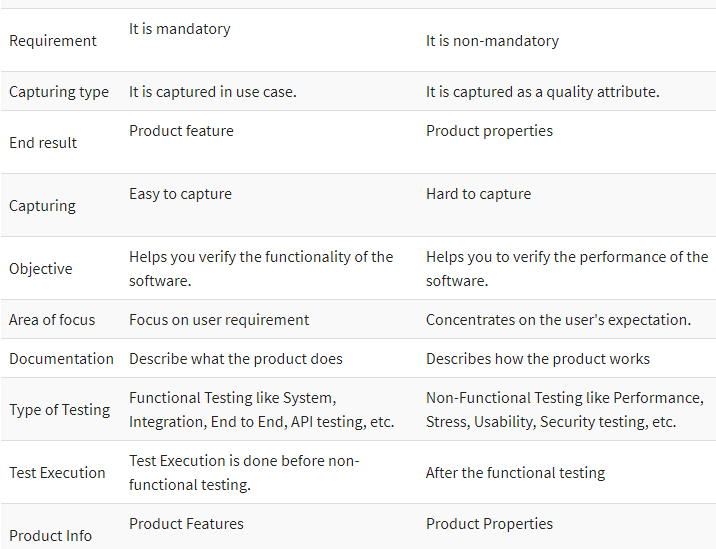 Requirement
It is mandatory
It is non-mandatory
Capturing type
It is captured in use case.
It is captured as a quality attribute.
End result
Product feature
Product properties
Capturing
Easy to capture
Hard to capture
Objective
Helps you verify the functionality of the
software.
Helps you to verify the performance of the
software.
Area of focus
Focus on user requirement
Concentrates on the user's expectation.
Documentation
Describe what the product does
Describes how the product works
Type of Testing
Functional Testing like System,
Integration, End to End, API testing, etc.
Non-Functional Testing like Performance,
Stress, Usability, Security testing, etc.
Test Execution
Test Execution is done before non-
functional testing.
After the functional testing
Product Info
Product Features
Product Properties